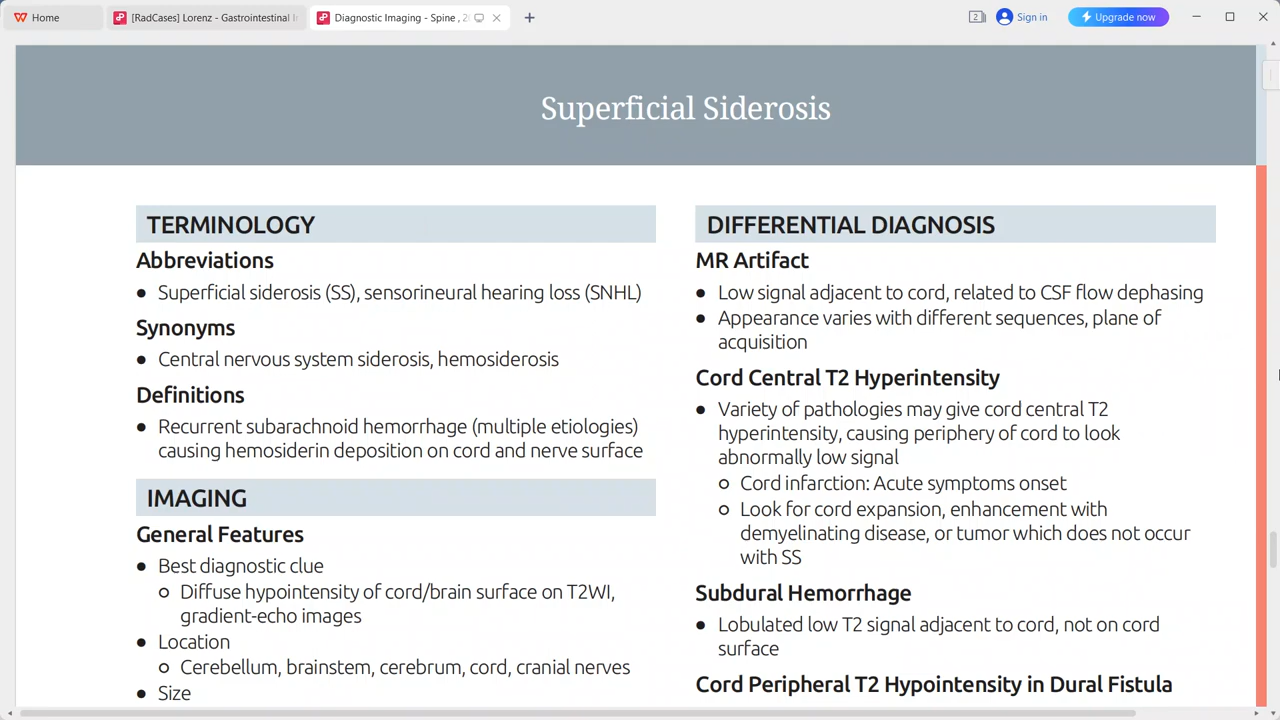 Home
[RadCases] Lorenz - Gastrointestinal
Diagnostic Imaging - Spine ,
2
Sign in
Upgrade now
Superficial Siderosis
TERMINOLOGY
Abbreviations
● Superficial siderosis (SS), sensorineural hearing loss (SNHL)
Synonyms
● Central nervous system siderosis, hemosiderosis
Definitions
● Recurrent subarachnoid hemorrhage (multiple etiologies)
causing hemosiderin deposition on cord and nerve surface
IMAGING
General Features
● Best diagnostic clue
○ Diffuse hypointensity of cord/brain surface on T2WI,
gradient-echo images
● Location
○ Cerebellum, brainstem, cerebrum, cord, cranial nerves
● Size
DIFFERENTIAL DIAGNOSIS
MR Artifact
● Low signal adjacent to cord, related to CSF flow dephasing
● Appearance varies with different sequences, plane of
acquisition
Cord Central T2 Hyperintensity
● Variety of pathologies may give cord central T2
hyperintensity, causing periphery of cord to look
abnormally low signal
○ Cord infarction: Acute symptoms onset
○ Look for cord expansion, enhancement with
demyelinating disease, or tumor which does not occur
with SS
Subdural Hemorrhage
● Lobulated low T2 signal adjacent to cord, not on cord
surface
Cord Peripheral T2 Hypointensity in Dural Fistula